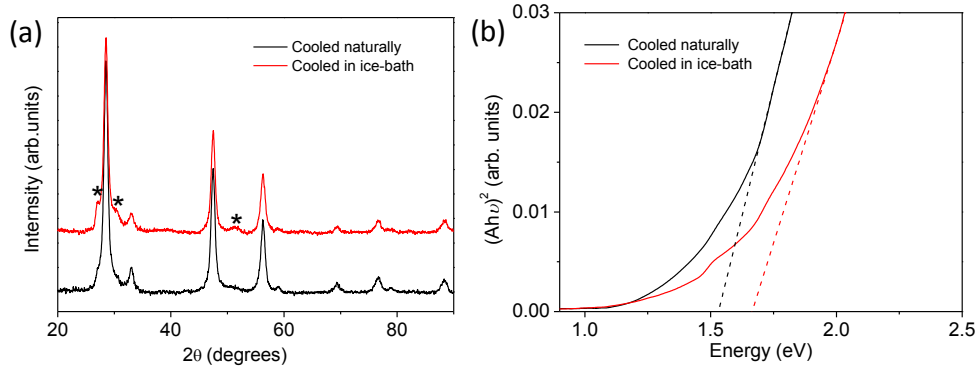 (a)
Cooled naturally
Cooled in ice-bath
*
*
*
Internsity (arb.units)
20
40
60
80
2θ (degrees)
(b)
0.03
0.02
0.01
0.00
Cooled naturally
Cooled in ice-bath
(Ahυ)² (arb. units)
1.0
1.5
2.0
2.5
Energy (eV)